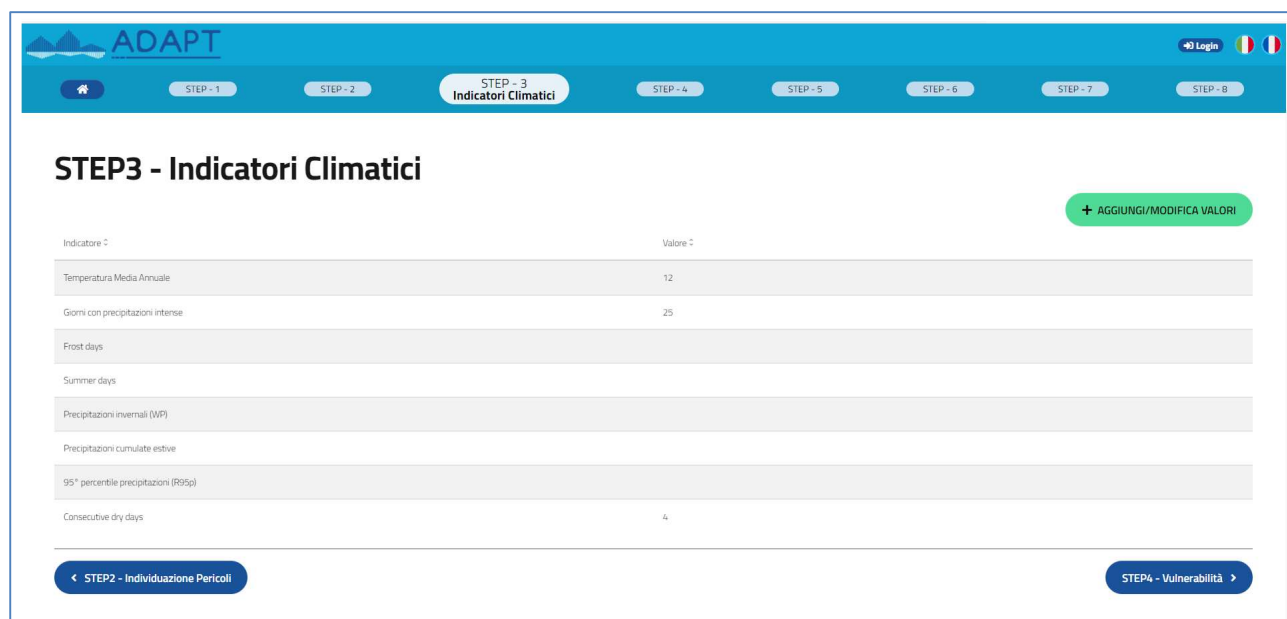 ADAPT
Login
STEP - 1
STEP - 2
STEP - 3
Indicatori Climatici
STEP - 4
STEP - 5
STEP - 6
STEP - 7
STEP - 8
STEP3 - Indicatori Climatici
+ AGGIUNGI/MODIFICA VALORI
Indicatore Valore
Temperatura Media Annuale 12
Giorni con precipitazioni intense 25
Frost days
Summer days
Precipitazioni invernali (WP)
Precipitazioni cumulate estive
95° percentile precipitazioni (R95p)
Consecutive dry days 4
STEP2 - Individuazione Pericoli
STEP4 - Vulnerabilità